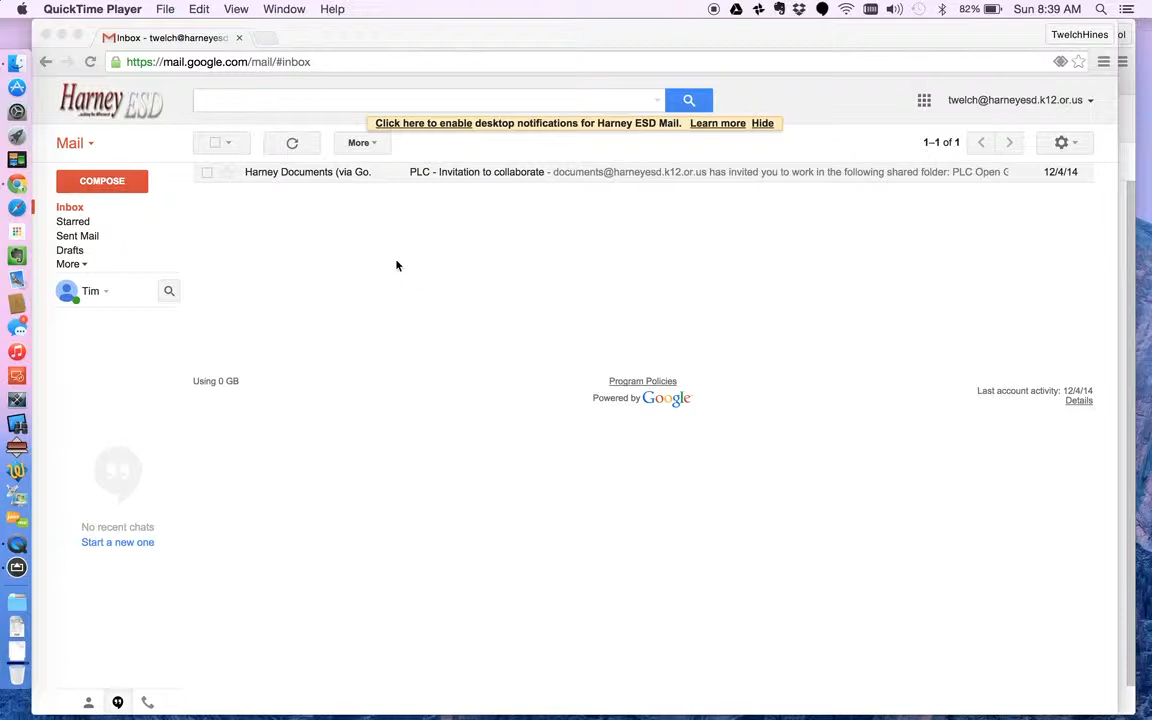 QuickTime Player File Edit View Window Help 82% Sun 8:39 AM
Inbox - twelch@harneyesd TwelchHines ol
https://mail.google.com/mail/#inbox
Harney ESD twelch@harneyesd.k12.or.us
Click here to enable desktop notifications for Harney ESD Mail. Learn more Hide
Mail More 1–1 of 1
Harney Documents (via Go. PLC - Invitation to collaborate - documents@harneyesd.k12.or.us has invited you to work in the following shared folder: PLC Open G 12/4/14
COMPOSE
Inbox
Starred
Sent Mail
Drafts
More
Tim
Using 0 GB Program Policies
Powered by Google
Last account activity: 12/4/14
Details
No recent chats
Start a new one